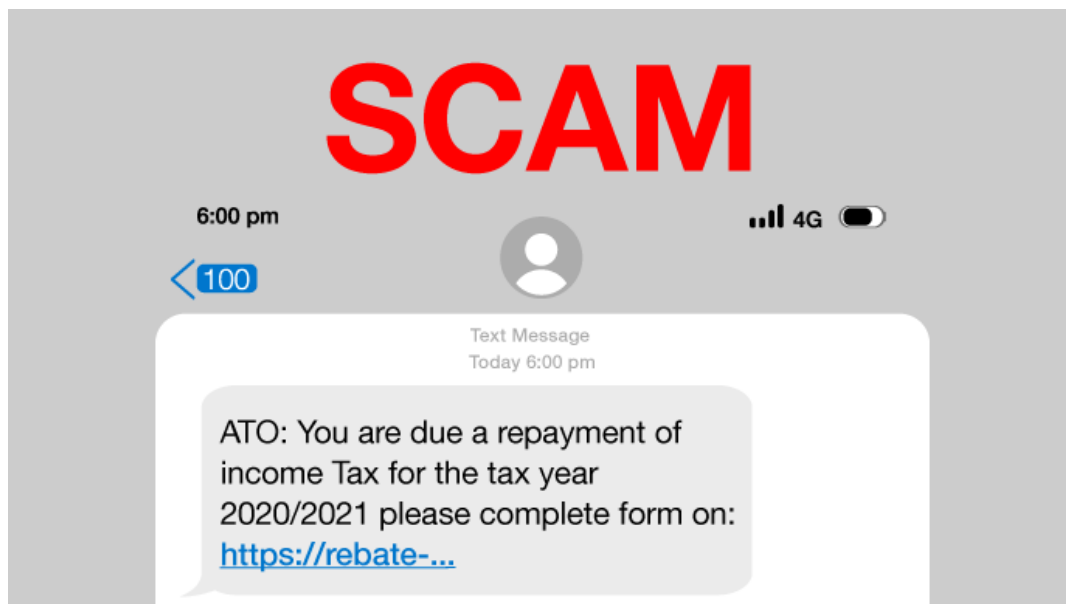 SCAM
6:00 pm 4G
100
Text Message
Today 6:00 pm
ATO: You are due a repayment of
income Tax for the tax year
2020/2021 please complete form on:
https://rebate-...